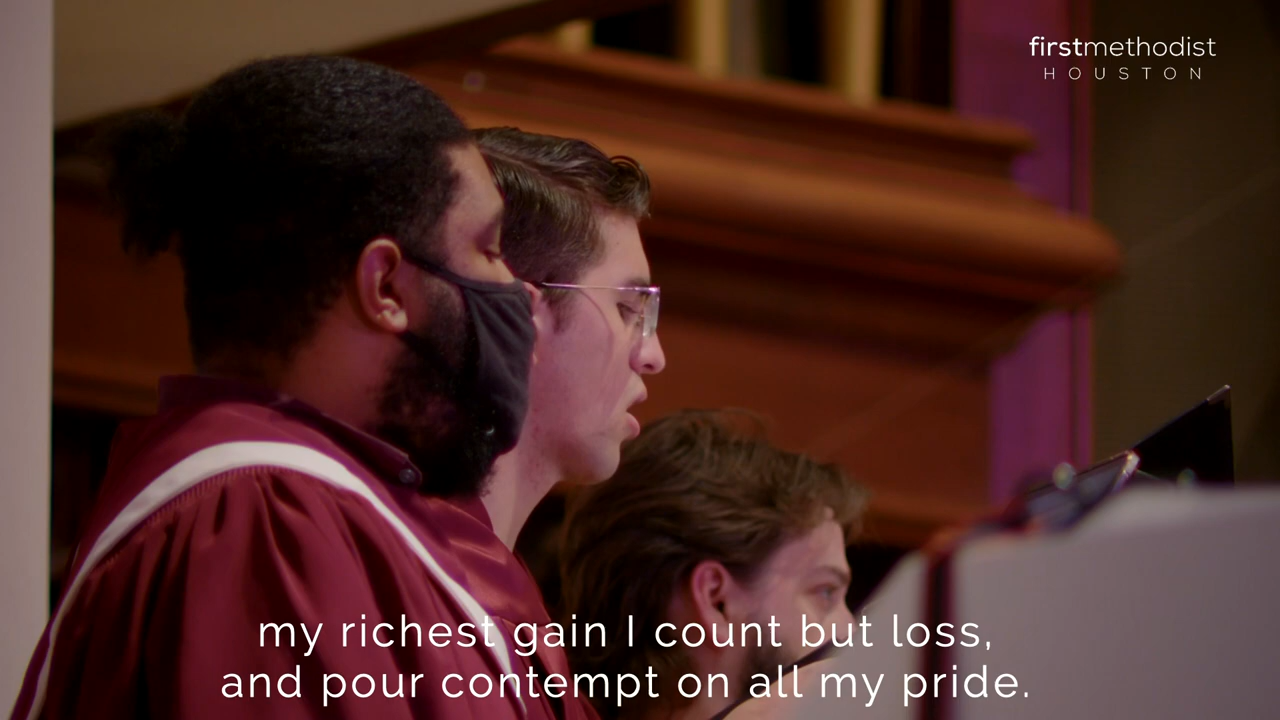 firstmethodist
HOUSTON
my richest gain I count but loss,
and pour contempt on all my pride.